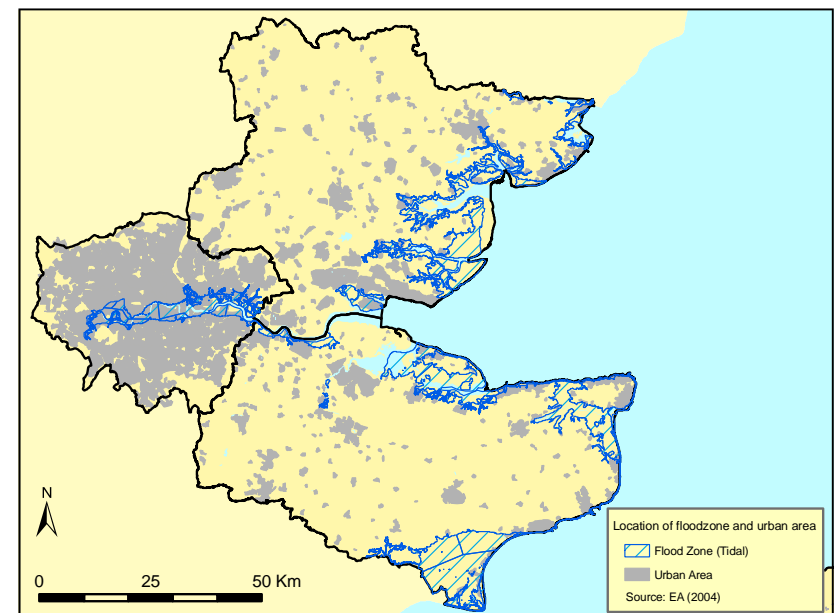 N
0 25 50 Km
Location of floodzone and urban area
Flood Zone (Tidal)
Urban Area
Source: EA (2004)